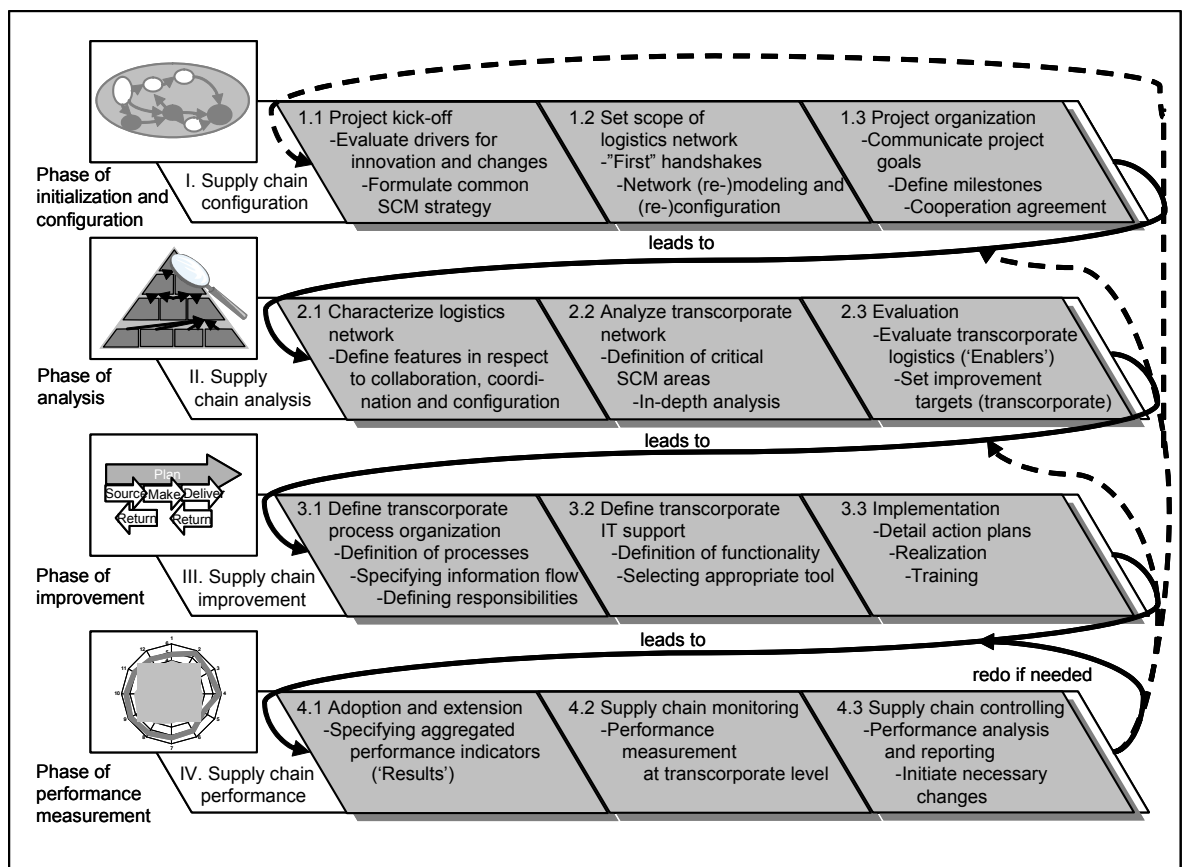 1.1 Project kick-off
-Evaluate drivers for
innovation and changes
-Formulate common
SCM strategy
1.2 Set scope of
logistics network
-"First" handshakes
-Network (re-)modeling and
(re-)configuration
1.3 Project organization
-Communicate project
goals
-Define milestones
-Cooperation agreement
Phase of
initialization and
configuration
I. Supply chain
configuration
leads to
2.1 Characterize logistics
network
-Define features in respect
to collaboration, coordi-
nation and configuration
2.2 Analyze transcorporate
network
-Definition of critical
SCM areas
-In-depth analysis
2.3 Evaluation
-Evaluate transcorporate
logistics ('Enablers')
-Set improvement
targets (transcorporate)
Phase of
analysis
II. Supply
chain analysis
leads to
Plan
Source
Make
Deliver
Return
Return
3.1 Define transcorporate
process organization
-Definition of processes
-Specifying information flow
-Defining responsibilities
3.2 Define transcorporate
IT support
-Definition of functionality
-Selecting appropriate tool
3.3 Implementation
-Detail action plans
-Realization
-Training
Phase of
improvement
III. Supply chain
improvement
leads to
redo if needed
4.1 Adoption and extension
-Specifying aggregated
performance indicators
('Results')
4.2 Supply chain monitoring
-Performance
measurement
at transcorporate level
4.3 Supply chain controlling
-Performance analysis
and reporting
-Initiate necessary
changes
Phase of
performance
measurement
IV. Supply chain
performance